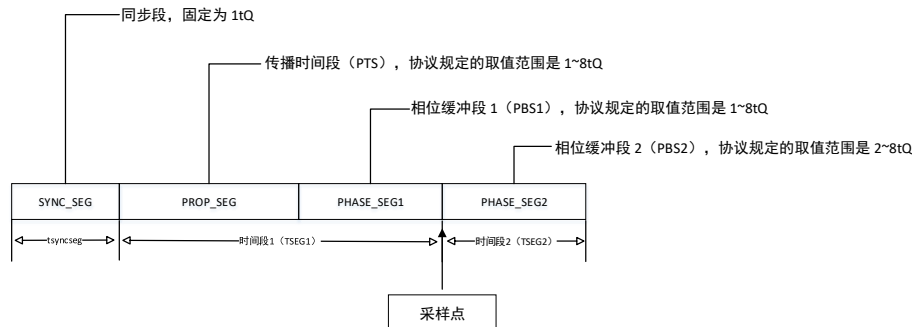 同步段，固定为 1tQ
传播时间段（PTS），协议规定的取值范围是 1~8tQ
相位缓冲段 1（PBS1），协议规定的取值范围是 1~8tQ
相位缓冲段 2（PBS2），协议规定的取值范围是 2~8tQ
SYNC_SEG PROP_SEG PHASE_SEG1 PHASE_SEG2
tsyncseg 时间段1（TSEG1） 时间段2（TSEG2）
采样点